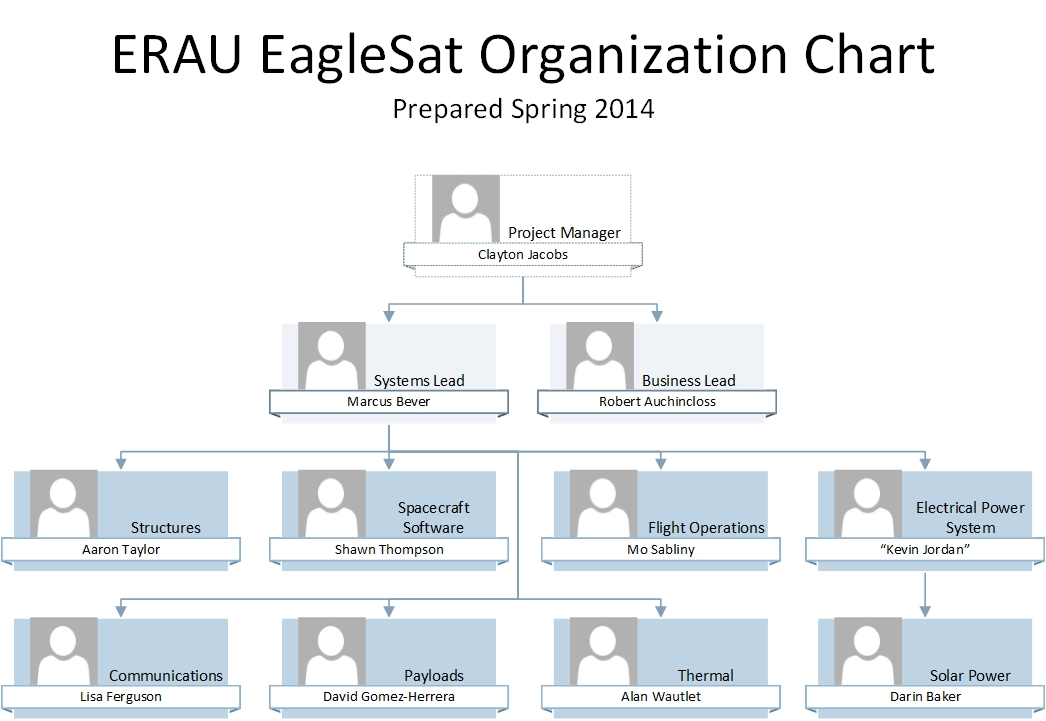 ERAU EagleSat Organization Chart
Prepared Spring 2014
Project Manager
Clayton Jacobs
Systems Lead
Marcus Bever
Business Lead
Robert Auchincloss
Structures
Aaron Taylor
Spacecraft
Software
Shawn Thompson
Flight Operations
Mo Sabliny
Electrical Power
System
“Kevin Jordan”
Communications
Lisa Ferguson
Payloads
David Gomez-Herrera
Thermal
Alan Wautlet
Solar Power
Darin Baker